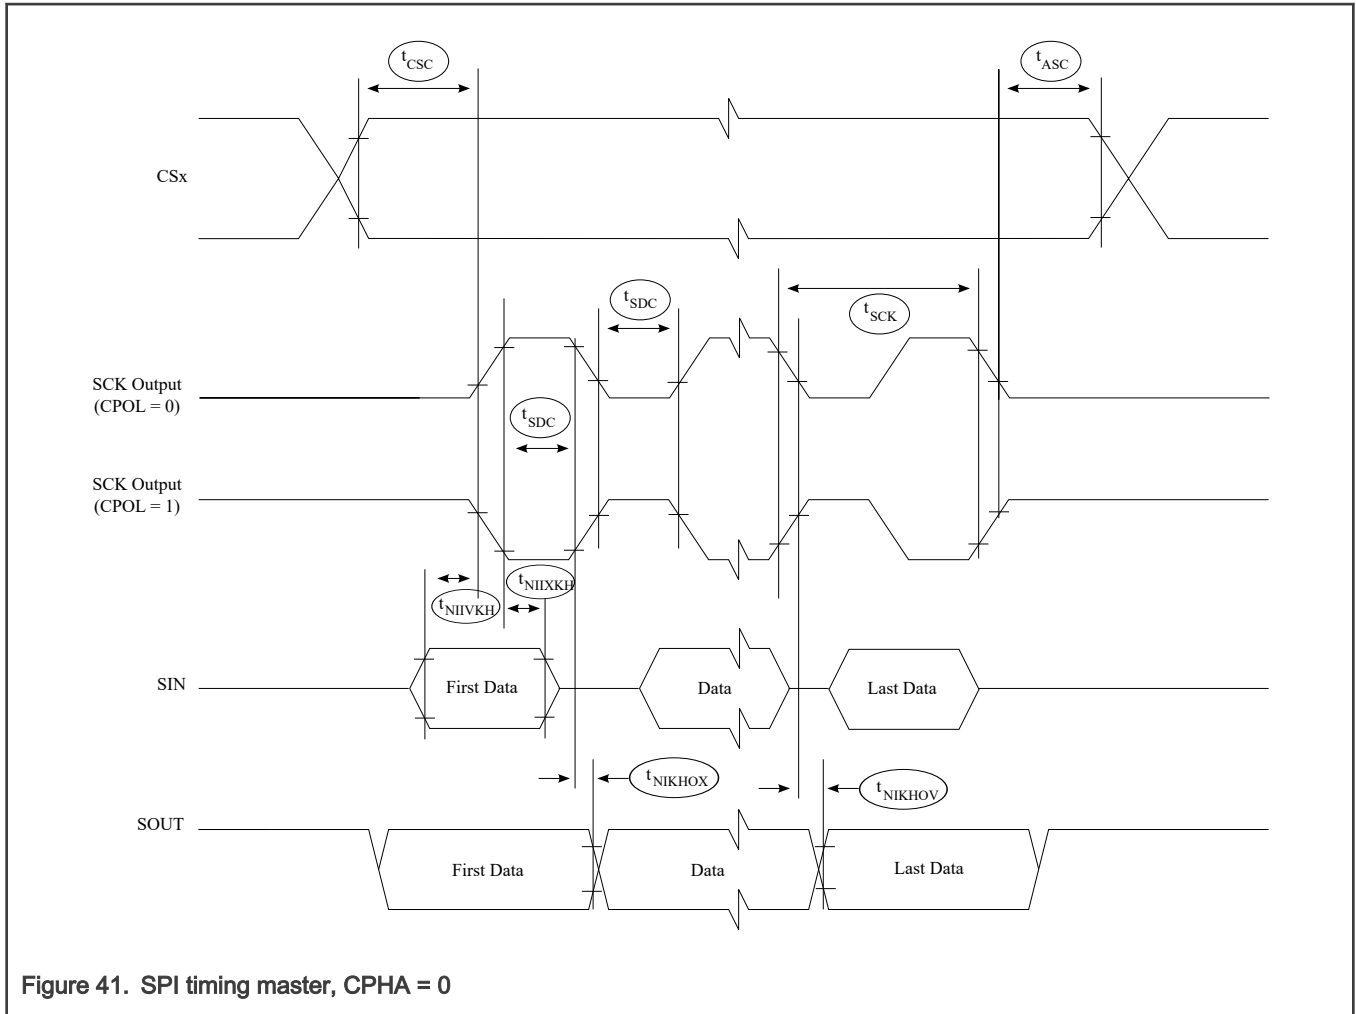 tCSC
tASC
CSx
tSDC
tSCK
SCK Output
(CPOL = 0)
tSDC
SCK Output
(CPOL = 1)
tNIIXKH
tNIIVKH
SIN
First Data
Data
Last Data
tNIKHOX
tNIKHOV
SOUT
First Data
Data
Last Data
Figure 41. SPI timing master, CPHA = 0